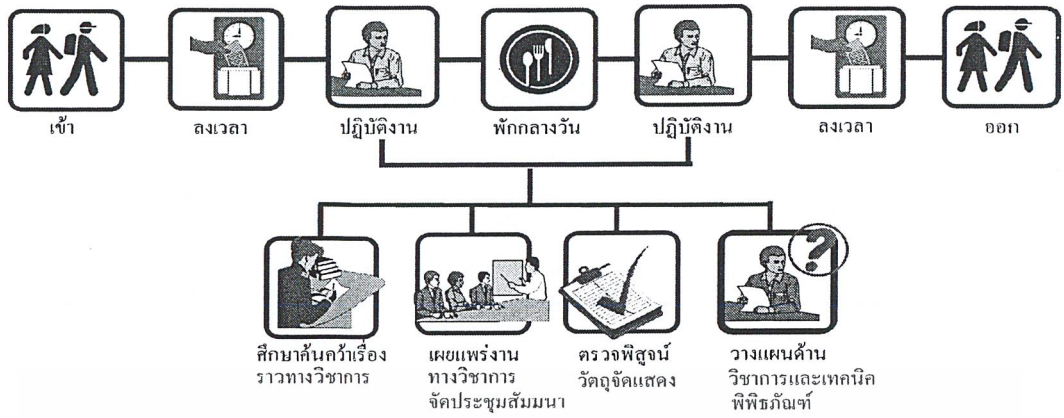 เข้า
ลงเวลา
ปฏิบัติงาน
พักกลางวัน
ปฏิบัติงาน
ลงเวลา
ออก
ศึกษาค้นคว้าเรื่อง
ราวทางวิชาการ
เผยแพร่งาน
ทางวิชาการ
จัดประชุมสัมมนา
ตรวจพิสูจน์
วัตถุจัดแสดง
วางแผนด้าน
วิชาการและเทคนิค
พิพิธภัณฑ์